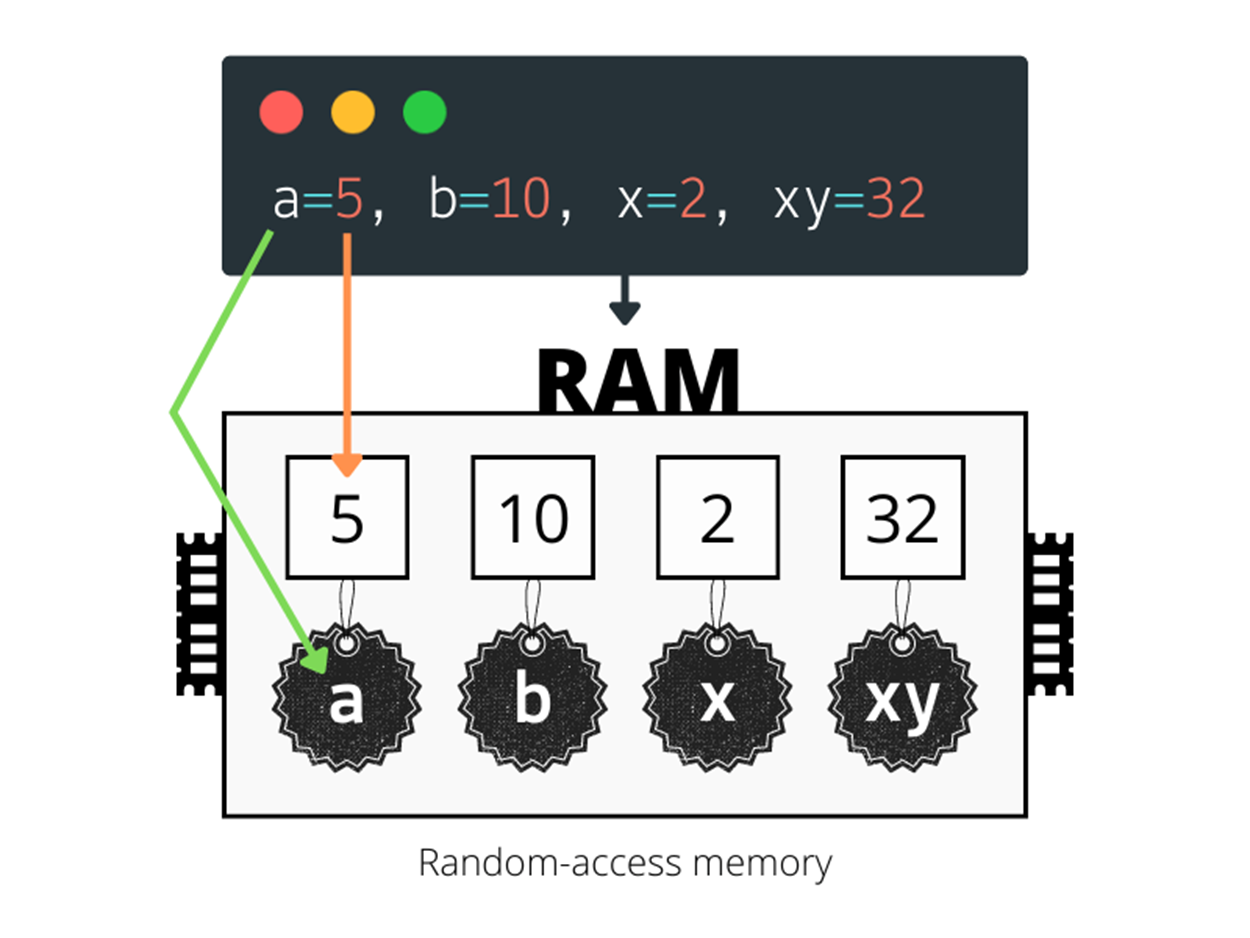 a=5, b=10, x=2, xy=32
RAM
5 10 2 32
a b x xy
Random-access memory